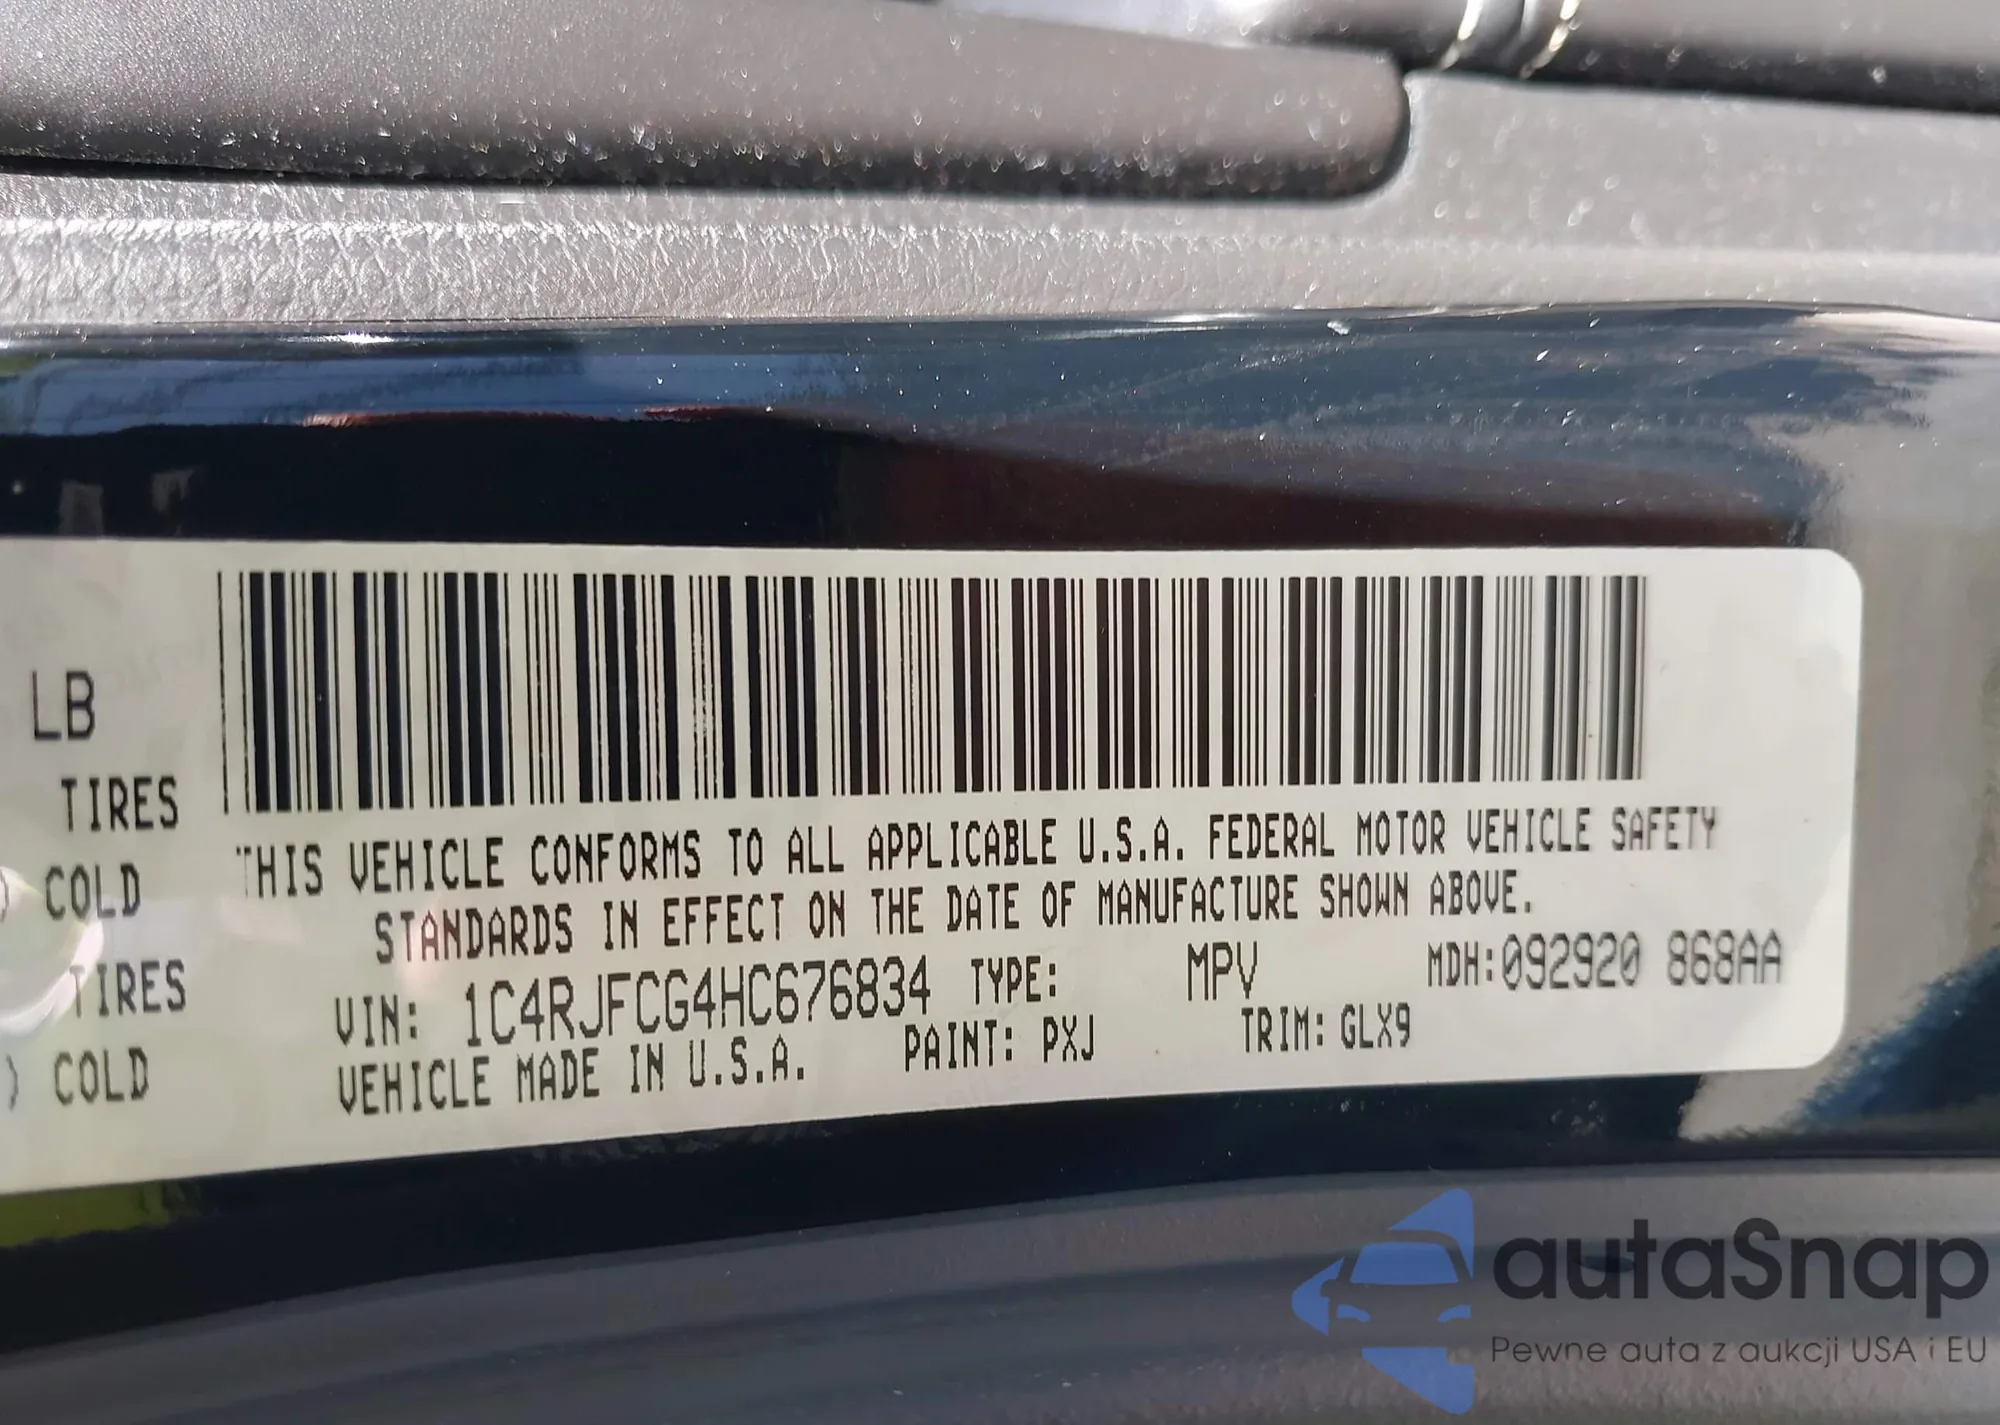 LB
TIRES
) COLD
TIRES
) COLD
THIS VEHICLE CONFORMS TO ALL APPLICABLE U.S.A. FEDERAL MOTOR VEHICLE SAFETY
STANDARDS IN EFFECT ON THE DATE OF MANUFACTURE SHOWN ABOVE.
VIN: 1C4RJFCG4HC676834 TYPE: MPV MDH:092920 868AA
VEHICLE MADE IN U.S.A. PAINT: PXJ TRIM: GLX9
autaSnap
Pewne auta z aukcji USA i EU